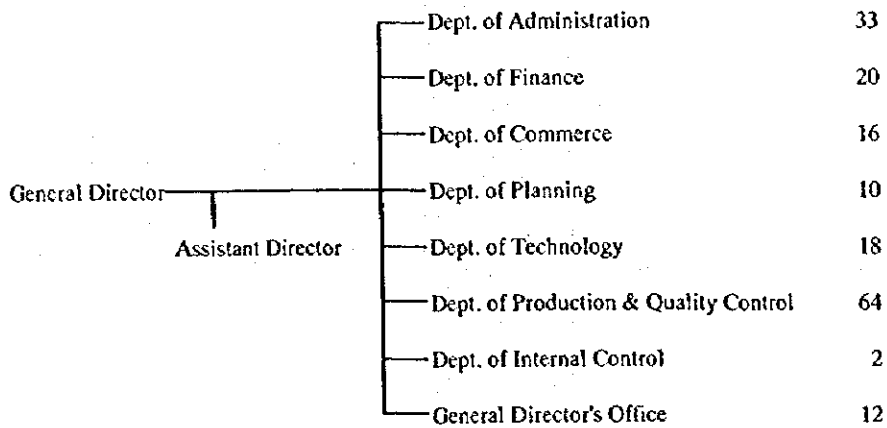 Dept. of Administration 33
Dept. of Finance 20
Dept. of Commerce 16
General Director Dept. of Planning 10
Assistant Director Dept. of Technology 18
Dept. of Production & Quality Control 64
Dept. of Internal Control 2
General Director's Office 12